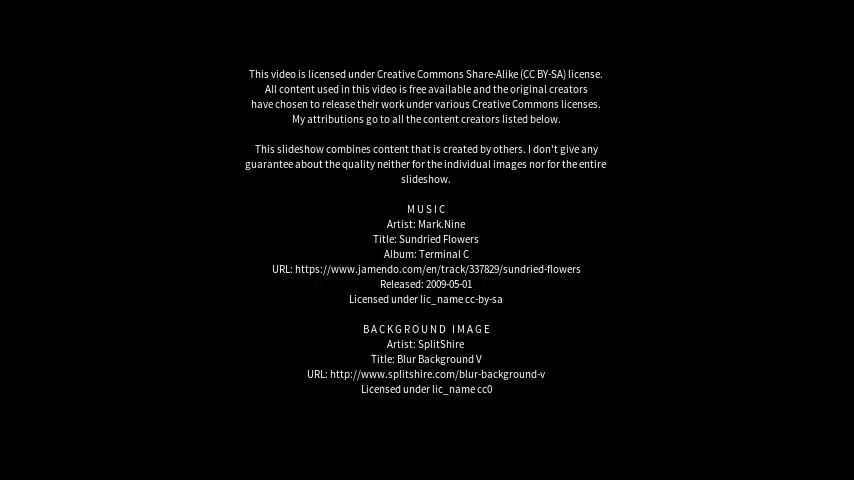 This video is licensed under Creative Commons Share-Alike (CC BY-SA) license.
All content used in this video is free available and the original creators
have chosen to release their work under various Creative Commons licenses.
My attributions go to all the content creators listed below.
This slideshow combines content that is created by others. I don't give any
guarantee about the quality neither for the individual images nor for the entire
slideshow.
MUSIC
Artist: Mark.Nine
Title: Sundried Flowers
Album: Terminal C
URL: https://www.jamendo.com/en/track/337829/sundried-flowers
Released: 2009-05-01
Licensed under lic_name cc-by-sa
BACKGROUND IMAGE
Artist: SplitShire
Title: Blur Background V
URL: http://www.splitshire.com/blur-background-v
Licensed under lic_name cc0